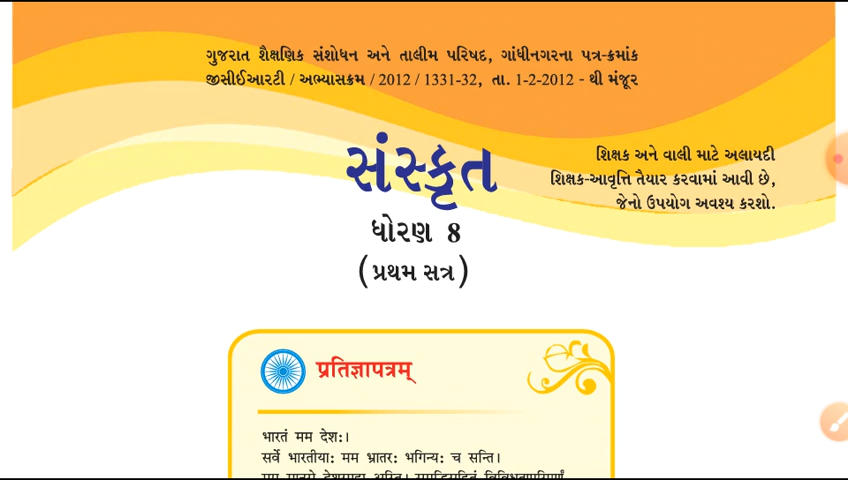 ગુજરાત શૈક્ષણિક સંશોધન અને તાલીમ પરિષદ, ગાંધીનગરના પત્ર-ક્રમાંક
જીસીઈઆરટી / અભ્યાસક્રમ / 2012 / 1331-32, તા. 1-2-2012 - થી મંજૂર
સંસ્કૃત
શિક્ષક અને વાલી માટે અલાયદી
શિક્ષક-આવૃત્તિ તૈયાર કરવામાં આવી છે,
જેનો ઉપયોગ અવશ્ય કરશો.
ધોરણ 8
(પ્રથમ સત્ર)
प्रतिज्ञापत्रम्
भारतं मम देश:।
सर्वे भारतीया: मम भ्रातर: भगिन्य: च सन्ति।